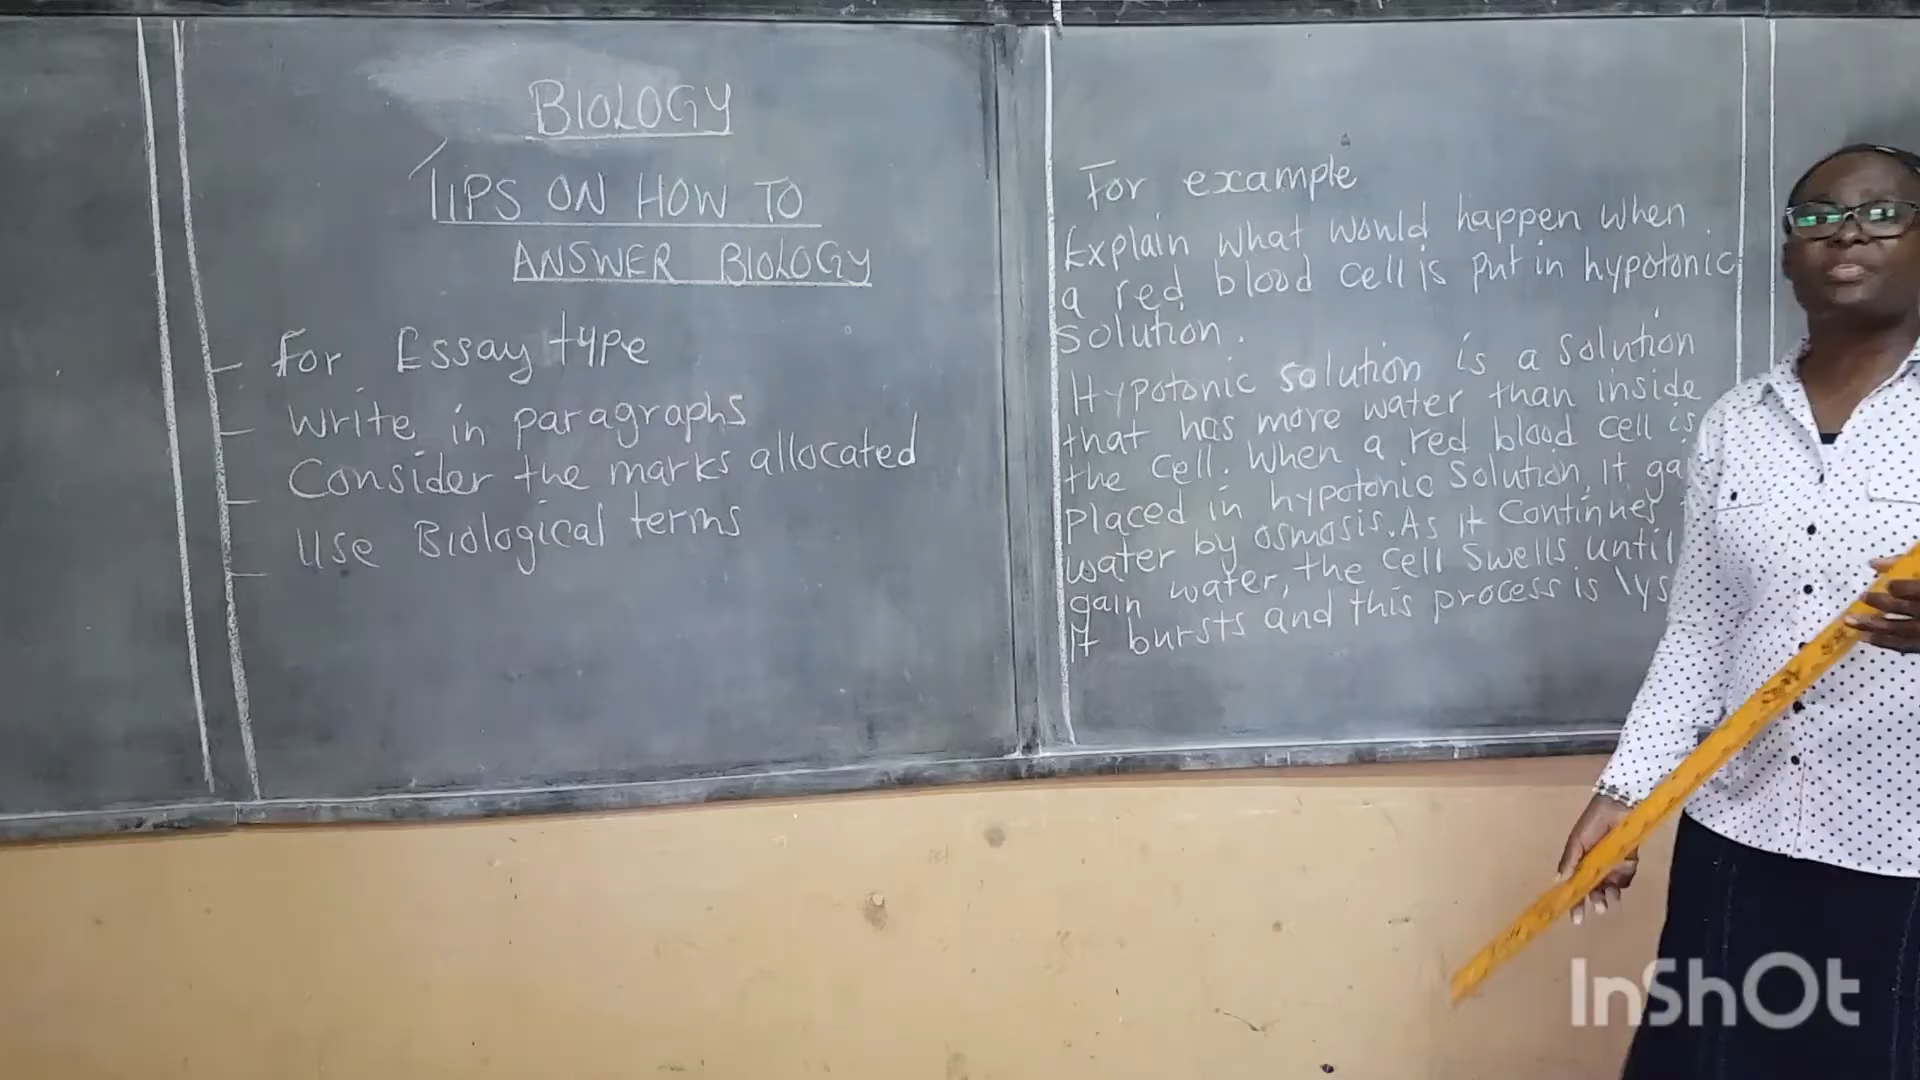 BIOLOGY
TIPS ON HOW TO
ANSWER BIOLOGY
- For Essay type
- Write in paragraphs
- Consider the marks allocated
- Use Biological terms
For example
Explain what would happen when
a red blood cell is put in hypotonic
solution.
Hypotonic solution is a solution
that has more water than inside
the cell. When a red blood cell is
placed in hypotonic solution, it ga
water by osmosis. As it continues
gain water, the cell swells until
it bursts and this process is lys
InShOt